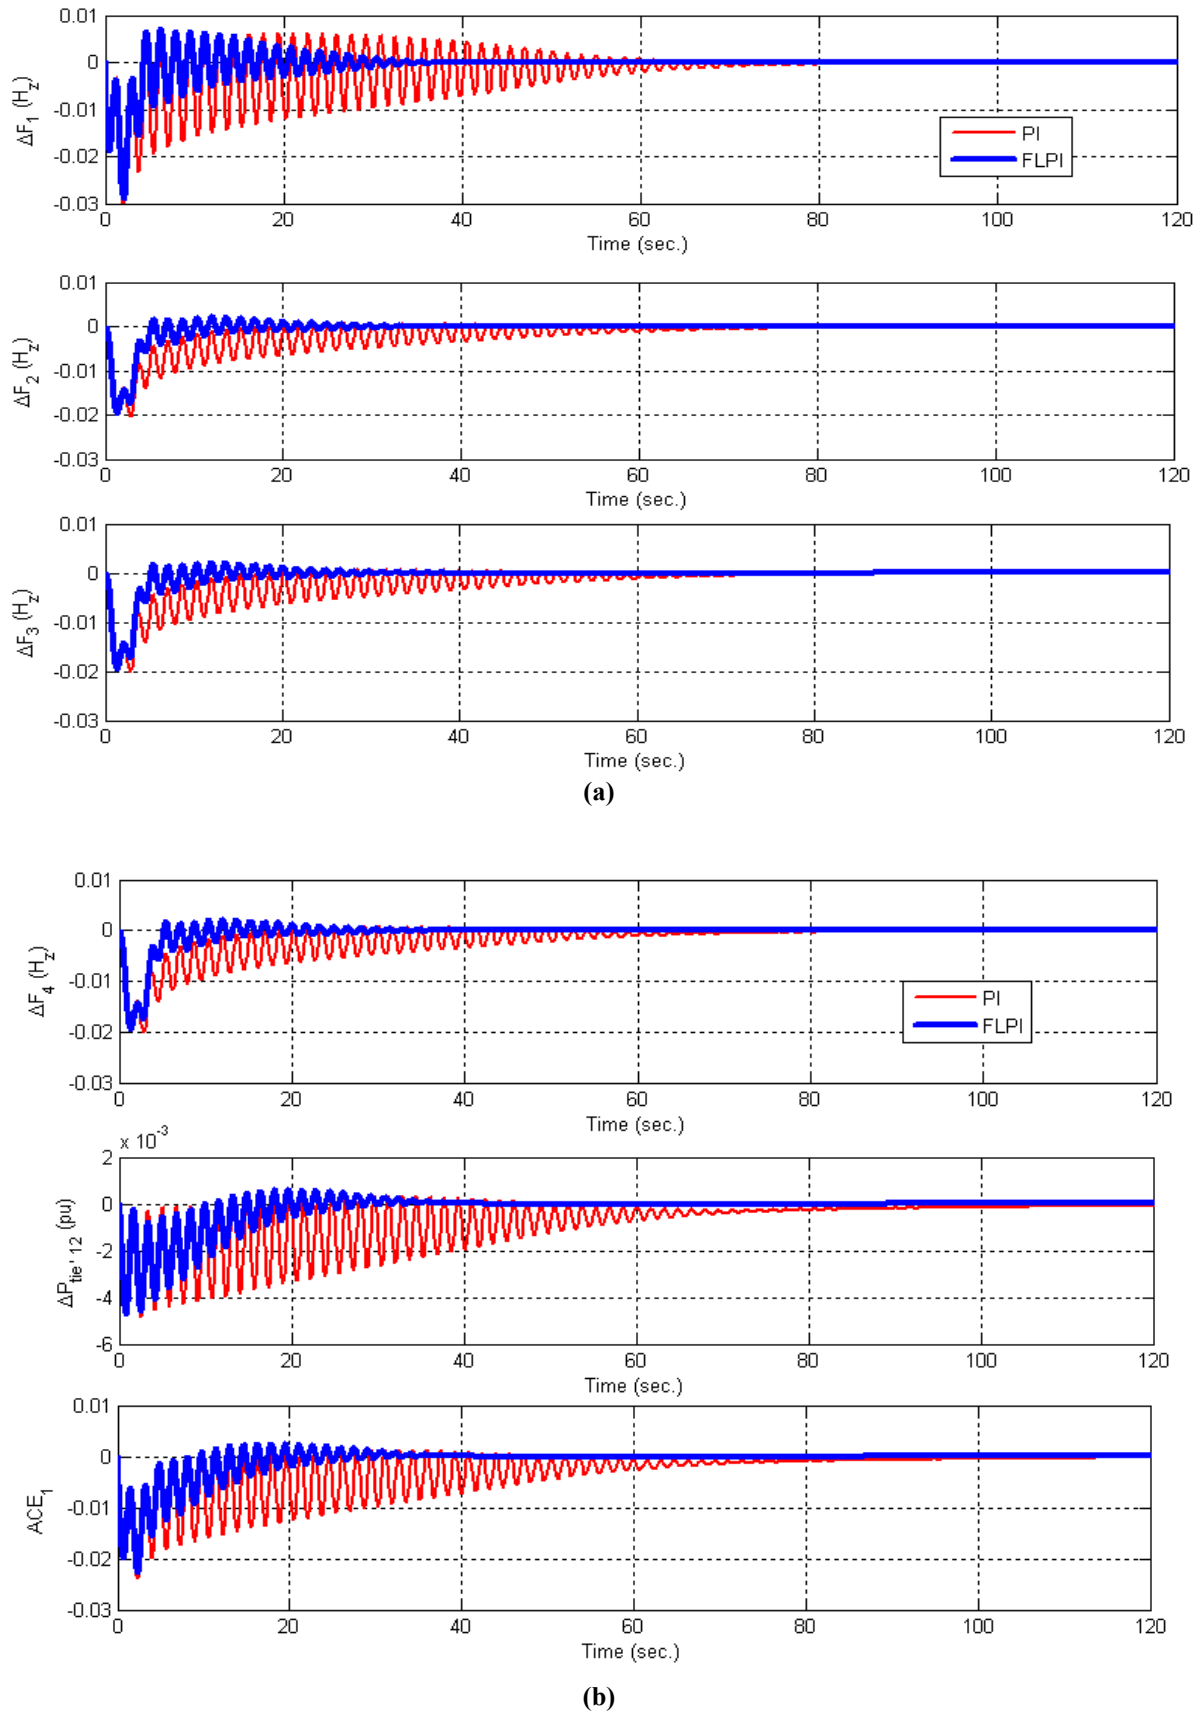 0.01
0
-0.01
-0.02
-0.03
ΔF1 (Hz)
PI
FLPI
0 20 40 60 80 100 120
Time (sec.)
0.01
0
-0.01
-0.02
-0.03
ΔF2 (Hz)
0 20 40 60 80 100 120
Time (sec.)
0.01
0
-0.01
-0.02
-0.03
ΔF3 (Hz)
0 20 40 60 80 100 120
Time (sec.)
(a)
0.01
0
-0.01
-0.02
-0.03
ΔF4 (Hz)
PI
FLPI
0 20 40 60 80 100 120
Time (sec.)
x 10-3
2
0
-2
-4
-6
ΔPtie' 12 (pu)
0 20 40 60 80 100 120
Time (sec.)
0.01
0
-0.01
-0.02
-0.03
ACE1
0 20 40 60 80 100 120
Time (sec.)
(b)